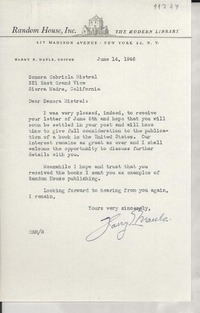 11224
Random House, Inc. THE MODERN LIBRARY
457 MADISON AVENUE · NEW YORK 22, N. Y.
HARRY E. MAULE, EDITOR
June 14, 1946
Senora Gabriela Mistral
321 East Grand View
Sierra Madre, California
Dear Senora Mistral:
I was very pleased, indeed, to receive
your letter of June 6th and hope that you will
soon be settled in your post and will have
time to give full consideration to the publica-
tion of a book in the United States. Our
interest remains as great as ever and I shall
welcome the opportunity to discuss further
details with you.
Meanwhile I hope and trust that you
received the books I sent you as examples of
Random House publishing.
Looking forward to hearing from you again,
I remain,
Yours very sincerely,
Harry E. Maule